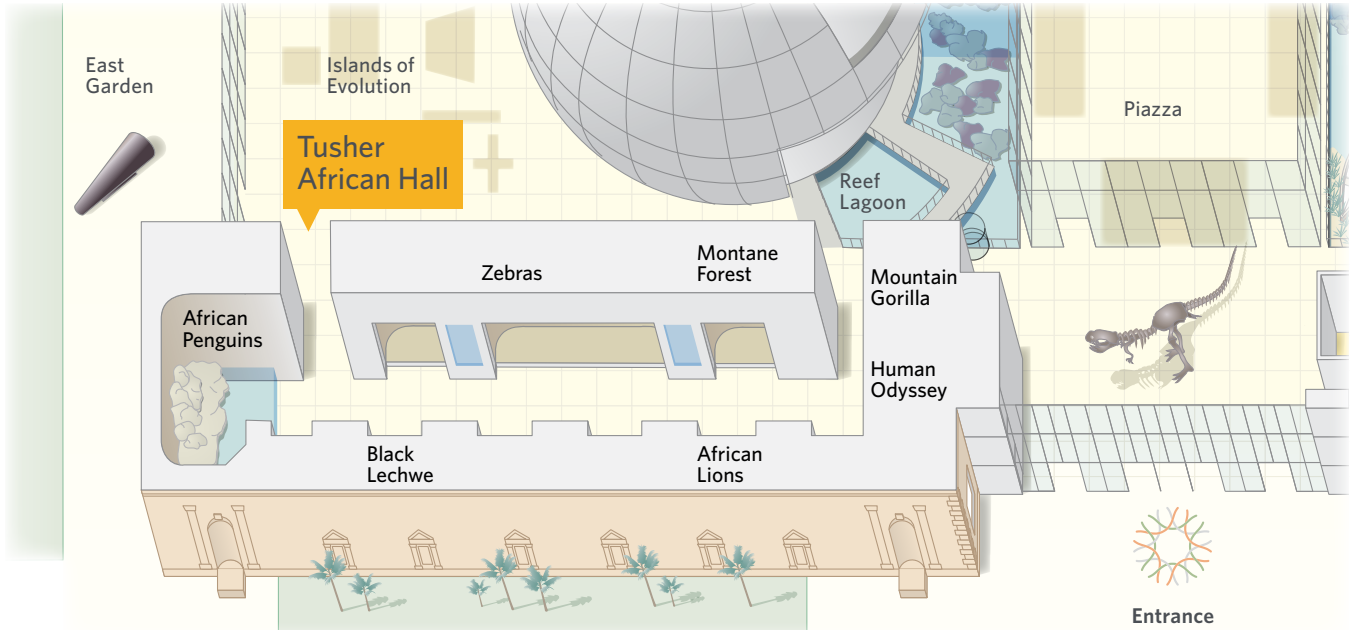 East
Garden
Islands of
Evolution
Tusher
African Hall
Piazza
Reef
Lagoon
Zebras
Montane
Forest
Mountain
Gorilla
African
Penguins
Human
Odyssey
Black
Lechwe
African
Lions
Entrance